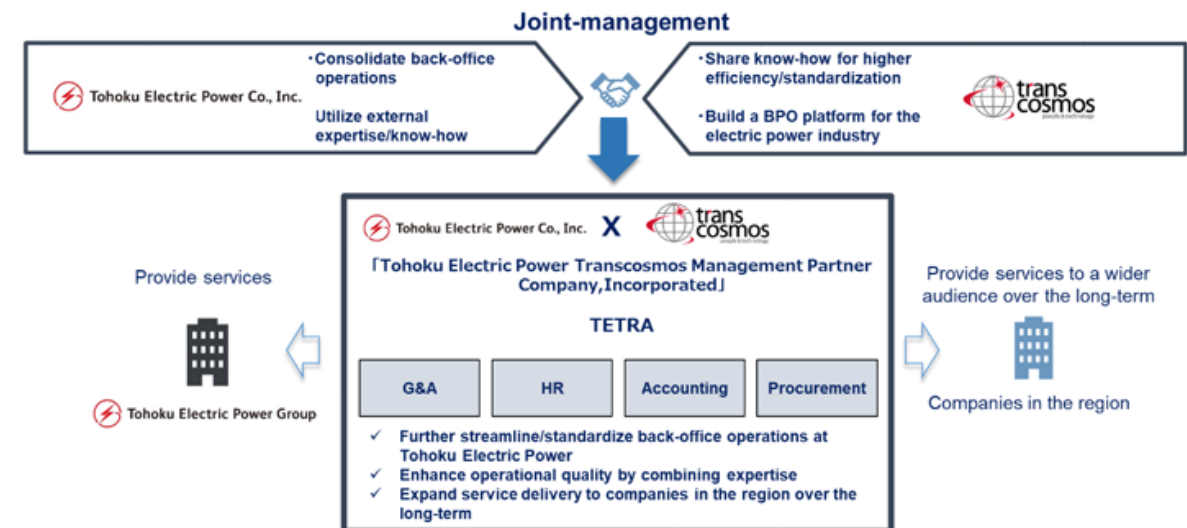 Joint-management
Tohoku Electric Power Co., Inc.
・Consolidate back-office
operations
Utilize external
expertise/know-how
・Share know-how for higher
efficiency/standardization
・Build a BPO platform for the
electric power industry
trans
cosmos
people & technology
Tohoku Electric Power Co., Inc. X trans
cosmos
people & technology
「Tohoku Electric Power Transcosmos Management Partner
Company,Incorporated」
TETRA
G&A
HR
Accounting
Procurement
✓ Further streamline/standardize back-office operations at
Tohoku Electric Power
✓ Enhance operational quality by combining expertise
✓ Expand service delivery to companies in the region over the
long-term
Provide services
Tohoku Electric Power Group
Provide services to a wider
audience over the long-term
Companies in the region